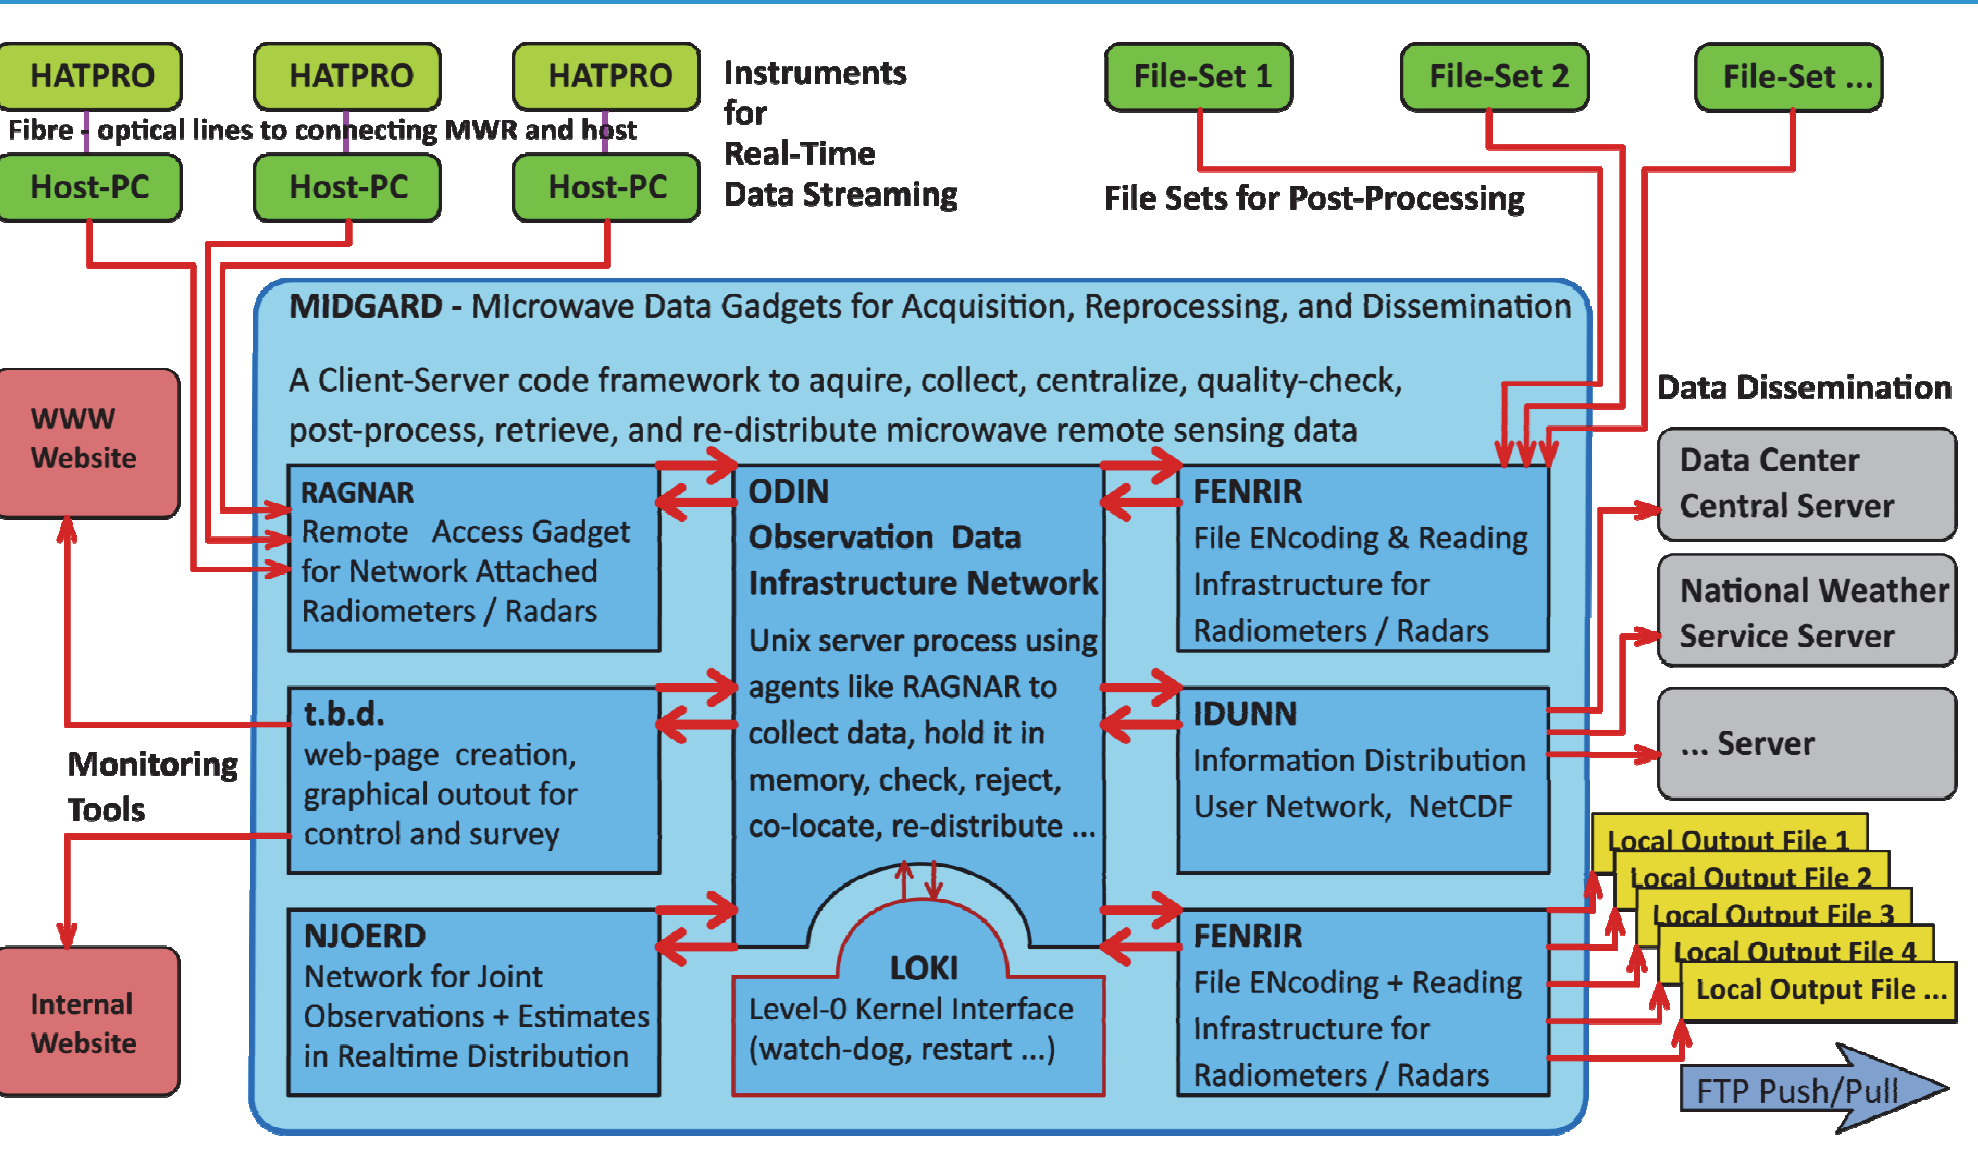 HATPRO
HATPRO
HATPRO
Fibre - optical lines to connecting MWR and host
Host-PC
Host-PC
Host-PC
Instruments
for
Real-Time
Data Streaming
File-Set 1
File-Set 2
File-Set ...
File Sets for Post-Processing
MIDGARD - MIcrowave Data Gadgets for Acquisition, Reprocessing, and Dissemination
A Client-Server code framework to aquire, collect, centralize, quality-check,
post-process, retrieve, and re-distribute microwave remote sensing data
WWW
Website
Monitoring
Tools
Internal
Website
RAGNAR
Remote Access Gadget
for Network Attached
Radiometers / Radars
t.b.d.
web-page creation,
graphical outout for
control and survey
NJOERD
Network for Joint
Observations + Estimates
in Realtime Distribution
ODIN
Observation Data
Infrastructure Network
Unix server process using
agents like RAGNAR to
collect data, hold it in
memory, check, reject,
co-locate, re-distribute ...
LOKI
Level-0 Kernel Interface
(watch-dog, restart ...)
FENRIR
File ENcoding & Reading
Infrastructure for
Radiometers / Radars
IDUNN
Information Distribution
User Network, NetCDF
FENRIR
File ENcoding + Reading
Infrastructure for
Radiometers / Radars
Data Dissemination
Data Center
Central Server
National Weather
Service Server
... Server
Local Output File 1
Local Output File 2
Local Output File 3
Local Output File 4
Local Output File ...
FTP Push/Pull